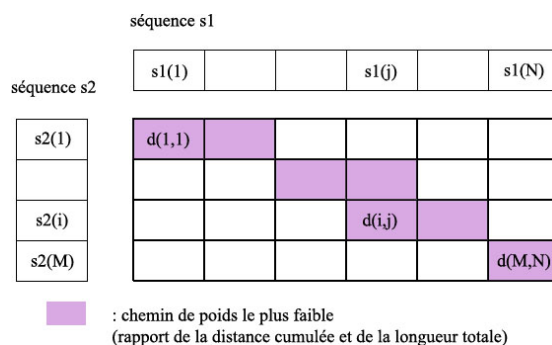 séquence s1
s1(1) s1(j) s1(N)
séquence s2
s2(1) d(1,1)
s2(i) d(i,j)
s2(M) d(M,N)
: chemin de poids le plus faible
(rapport de la distance cumulée et de la longueur totale)